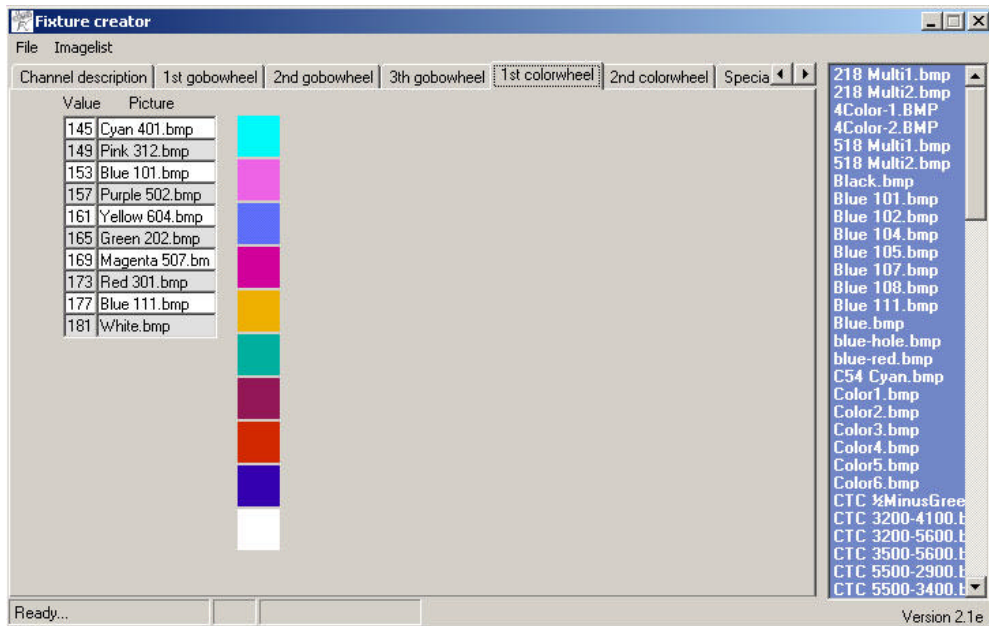 Fixture creator
File Imagelist
Channel description 1st gobowheel 2nd gobowheel 3th gobowheel 1st colorwheel 2nd colorwheel Specia
Value Picture
145 Cyan 401.bmp
149 Pink 312.bmp
153 Blue 101.bmp
157 Purple 502.bmp
161 Yellow 604.bmp
165 Green 202.bmp
169 Magenta 507.bm
173 Red 301.bmp
177 Blue 111.bmp
181 White.bmp
218 Multi1.bmp
218 Multi2.bmp
4Color-1.BMP
4Color-2.BMP
518 Multi1.bmp
518 Multi2.bmp
Black.bmp
Blue 101.bmp
Blue 102.bmp
Blue 104.bmp
Blue 105.bmp
Blue 107.bmp
Blue 108.bmp
Blue 111.bmp
Blue.bmp
blue-hole.bmp
blue-red.bmp
C54 Cyan.bmp
Color1.bmp
Color2.bmp
Color3.bmp
Color4.bmp
Color5.bmp
Color6.bmp
CTC ½MinusGree
CTC 3200-4100.b
CTC 3200-5600.b
CTC 3500-5600.b
CTC 5500-2900.b
CTC 5500-3400.b
Ready...
Version 2.1e